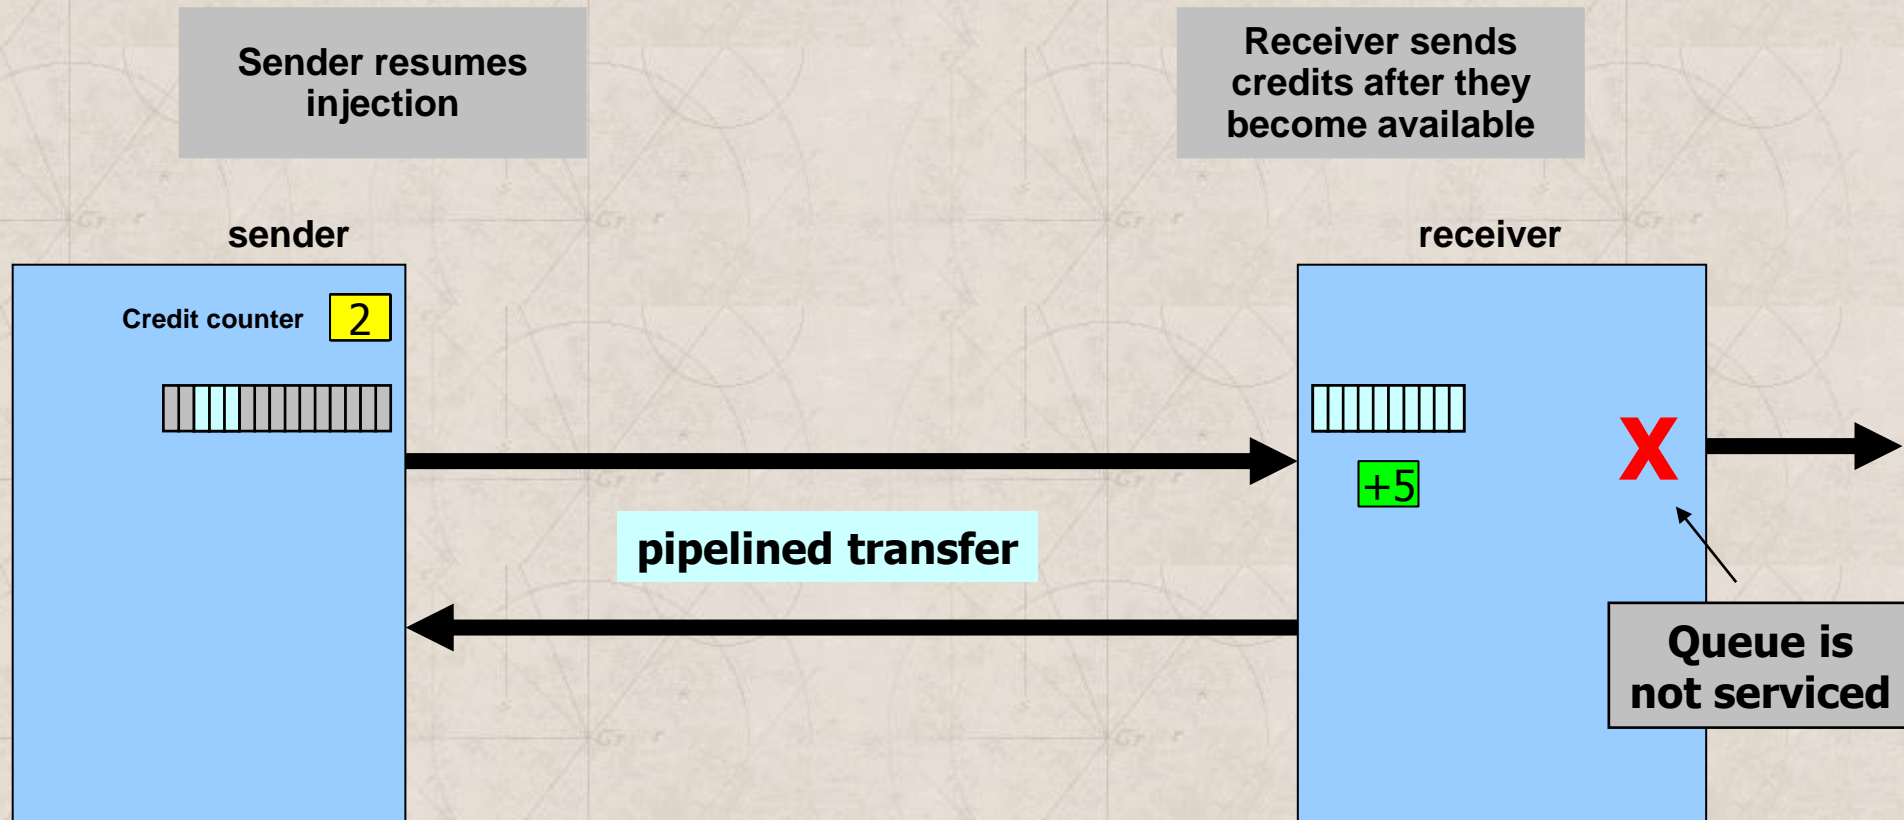 Sender resumes
injection
Receiver sends
credits after they
become available
sender
receiver
Credit counter
2
+5
X
pipelined transfer
Queue is
not serviced